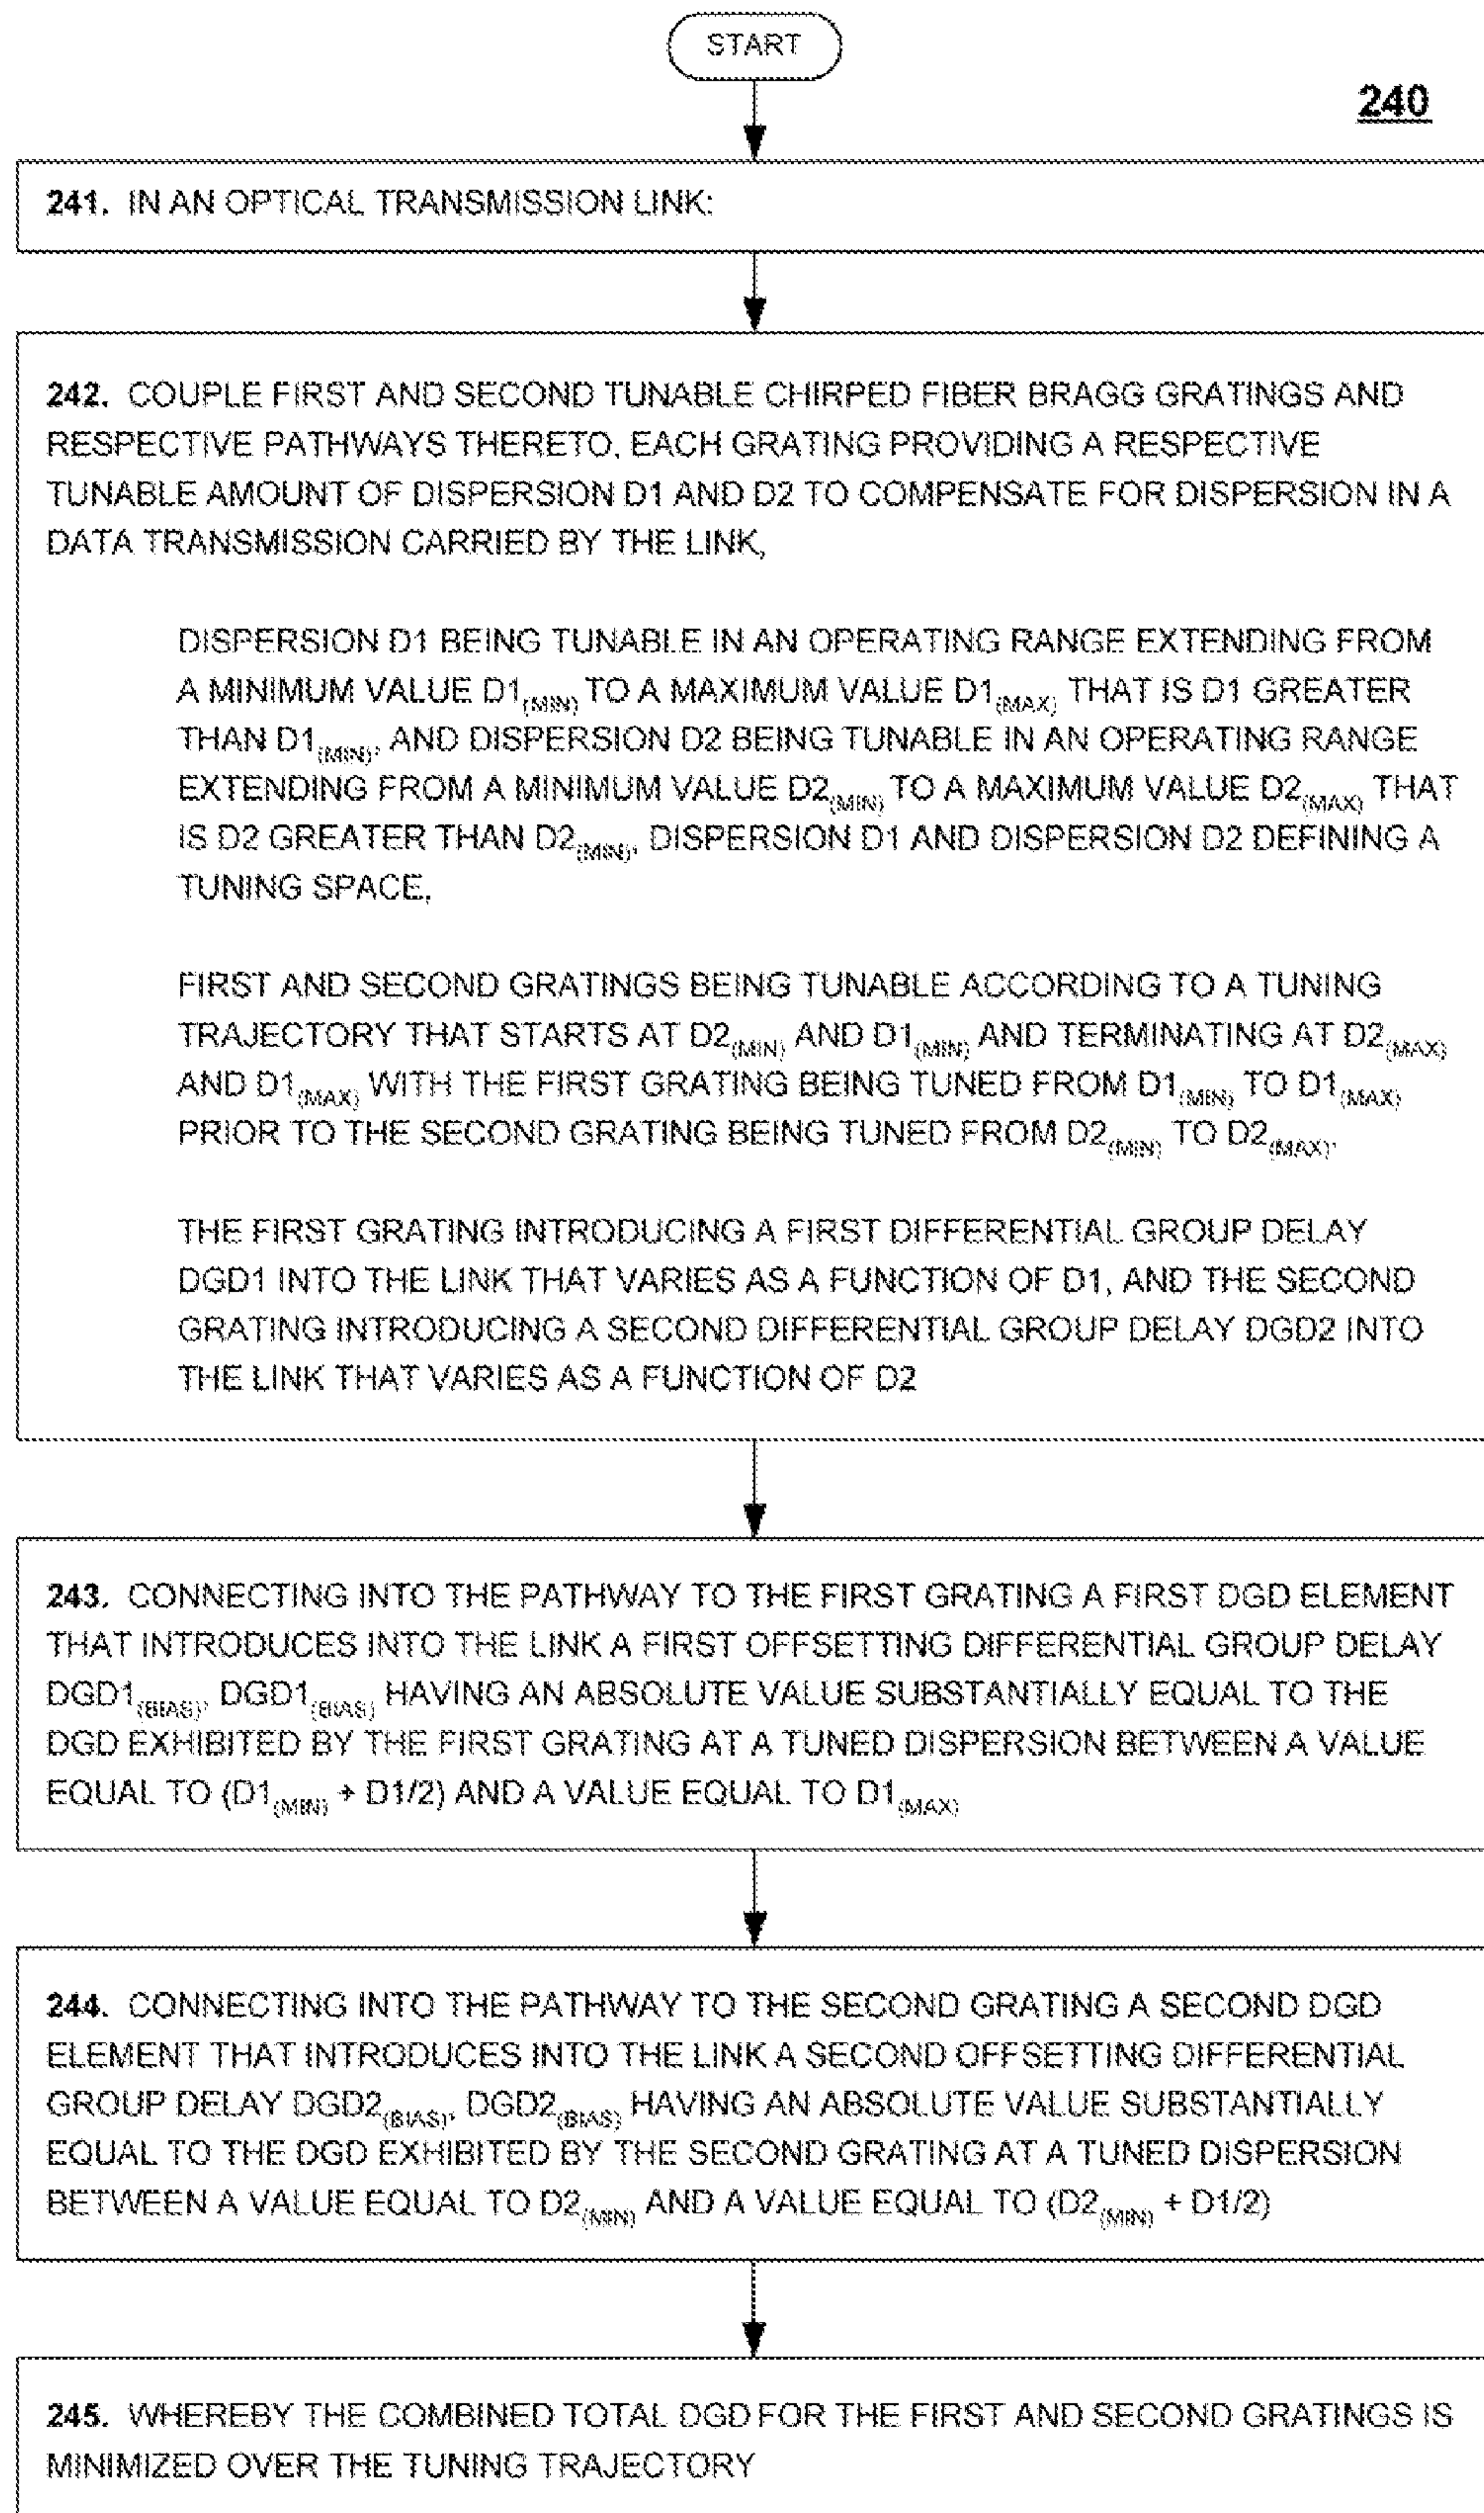 START
240
241. IN AN OPTICAL TRANSMISSION LINK:
242. COUPLE FIRST AND SECOND TUNABLE CHIRPED FIBER BRAGG GRATINGS AND
RESPECTIVE PATHWAYS THERETO, EACH GRATING PROVIDING A RESPECTIVE
TUNABLE AMOUNT OF DISPERSION D1 AND D2 TO COMPENSATE FOR DISPERSION IN A
DATA TRANSMISSION CARRIED BY THE LINK,
DISPERSION D1 BEING TUNABLE IN AN OPERATING RANGE EXTENDING FROM
A MINIMUM VALUE D1(MIN) TO A MAXIMUM VALUE D1(MAX) THAT IS D1 GREATER
THAN D1(MIN), AND DISPERSION D2 BEING TUNABLE IN AN OPERATING RANGE
EXTENDING FROM A MINIMUM VALUE D2(MIN) TO A MAXIMUM VALUE D2(MAX) THAT
IS D2 GREATER THAN D2(MIN), DISPERSION D1 AND DISPERSION D2 DEFINING A
TUNING SPACE,
FIRST AND SECOND GRATINGS BEING TUNABLE ACCORDING TO A TUNING
TRAJECTORY THAT STARTS AT D2(MIN) AND D1(MIN) AND TERMINATING AT D2(MAX)
AND D1(MAX) WITH THE FIRST GRATING BEING TUNED FROM D1(MIN) TO D1(MAX)
PRIOR TO THE SECOND GRATING BEING TUNED FROM D2(MIN) TO D2(MAX),
THE FIRST GRATING INTRODUCING A FIRST DIFFERENTIAL GROUP DELAY
DGD1 INTO THE LINK THAT VARIES AS A FUNCTION OF D1, AND THE SECOND
GRATING INTRODUCING A SECOND DIFFERENTIAL GROUP DELAY DGD2 INTO
THE LINK THAT VARIES AS A FUNCTION OF D2
243. CONNECTING INTO THE PATHWAY TO THE FIRST GRATING A FIRST DGD ELEMENT
THAT INTRODUCES INTO THE LINK A FIRST OFFSETTING DIFFERENTIAL GROUP DELAY
DGD1(BIAS), DGD1(BIAS) HAVING AN ABSOLUTE VALUE SUBSTANTIALLY EQUAL TO THE
DGD EXHIBITED BY THE FIRST GRATING AT A TUNED DISPERSION BETWEEN A VALUE
EQUAL TO (D1(MIN) + D1/2) AND A VALUE EQUAL TO D1(MAX)
244. CONNECTING INTO THE PATHWAY TO THE SECOND GRATING A SECOND DGD
ELEMENT THAT INTRODUCES INTO THE LINK A SECOND OFFSETTING DIFFERENTIAL
GROUP DELAY DGD2(BIAS), DGD2(BIAS) HAVING AN ABSOLUTE VALUE SUBSTANTIALLY
EQUAL TO THE DGD EXHIBITED BY THE SECOND GRATING AT A TUNED DISPERSION
BETWEEN A VALUE EQUAL TO D2(MIN) AND A VALUE EQUAL TO (D2(MIN) + D1/2)
245. WHEREBY THE COMBINED TOTAL DGD FOR THE FIRST AND SECOND GRATINGS IS
MINIMIZED OVER THE TUNING TRAJECTORY